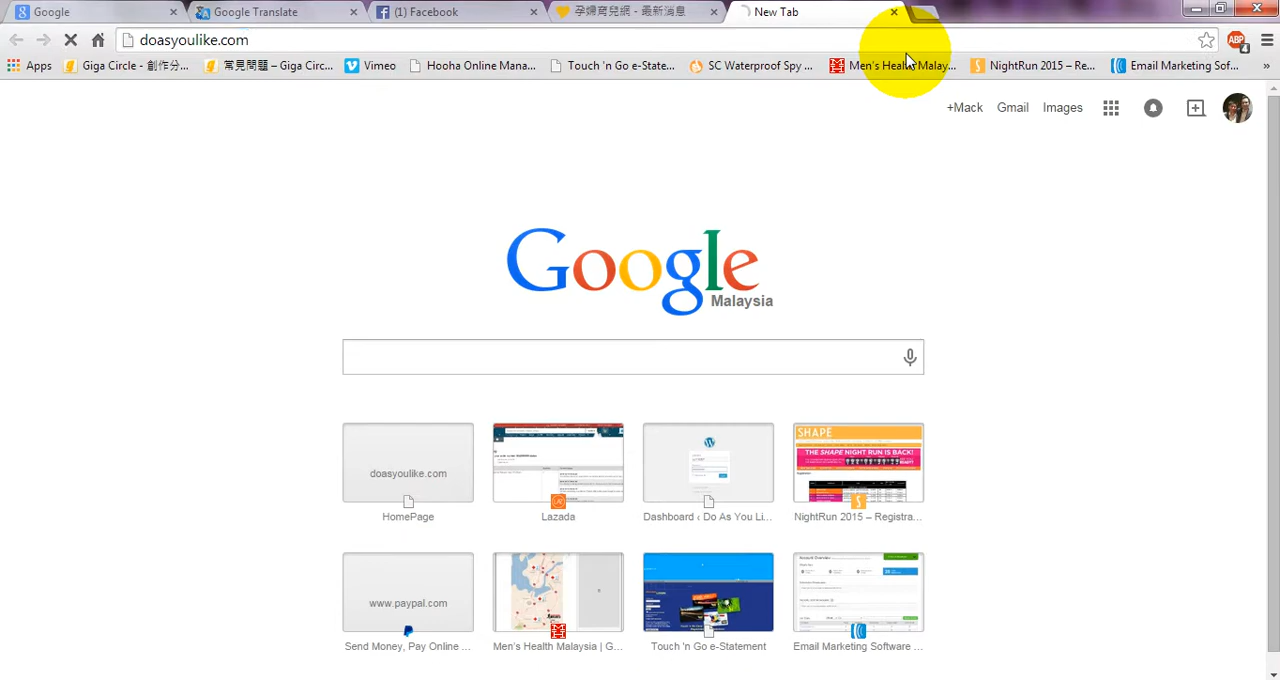 Google
Google Translate
(1) Facebook
孕婦育兒網 - 最新消息
New Tab
doasyoulike.com
ABP
4
Apps
Giga Circle - 創作分...
Giga Circ...
Vimeo
Hooha Online Mana...
Touch 'n Go e-State...
SC Waterproof Spy ...
Men's Health Malay...
NightRun 2015 – Re...
Email Marketing Sof...
»
+Mack
Gmail
Images
Google
Malaysia
doasyoulike.com
SHAPE
THE SHAPE NIGHT RUN IS BACK!
HomePage
Lazada
Dashboard ‹ Do As You Li...
NightRun 2015 – Registra...
www.paypal.com
Send Money, Pay Online ...
Men's Health Malaysia | G...
Touch 'n Go e-Statement
Email Marketing Software ...